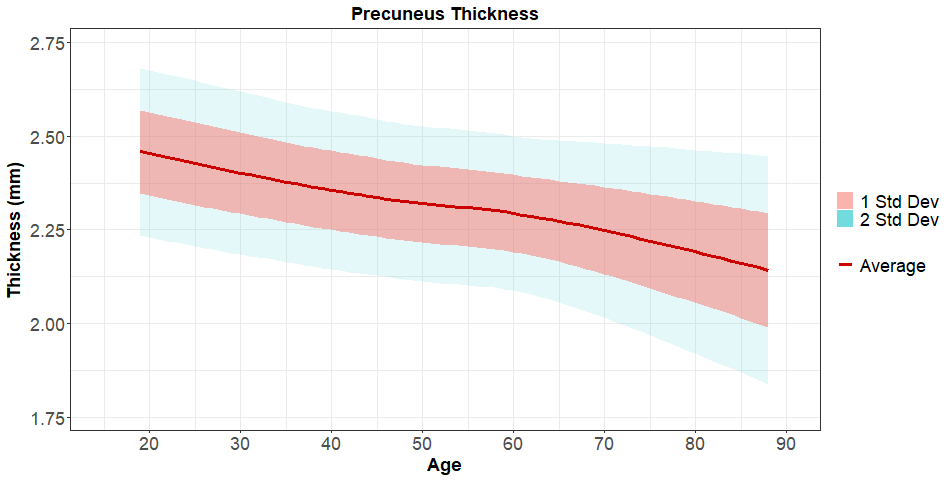 Precuneus Thickness
2.75
2.50
2.25
2.00
1.75
Thickness (mm)
20 30 40 50 60 70 80 90
Age
1 Std Dev
2 Std Dev
Average